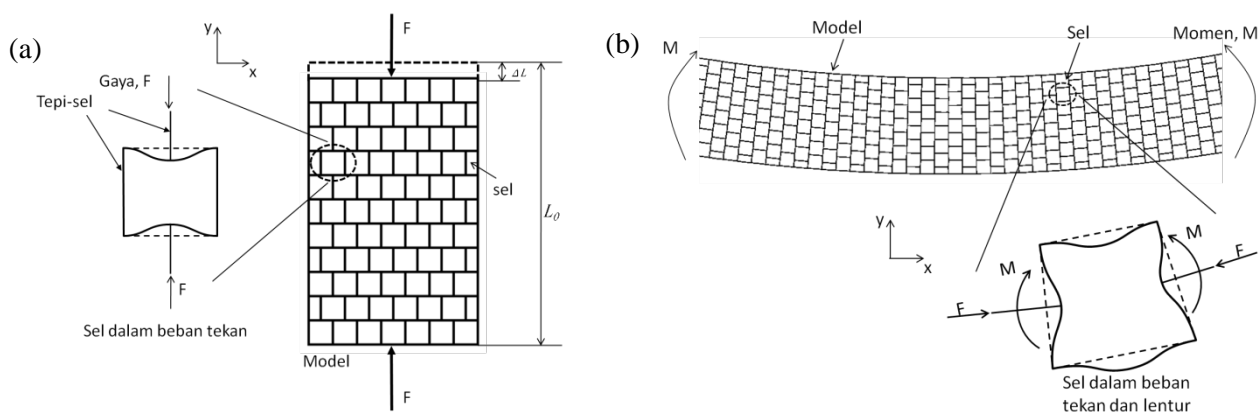 (a)
y
x
Gaya, F
Tepi-sel
F
Sel dalam beban tekan
F
ΔL
sel
L0
Model
F
(b)
M
Model
Sel
Momen, M
y
x
M
M
F
F
Sel dalam beban
tekan dan lentur